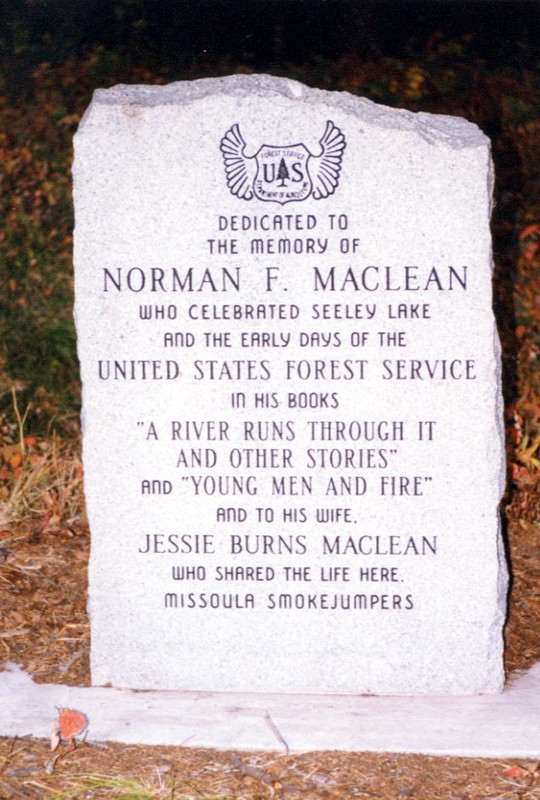 FOREST SERVICE
U S
DEPARTMENT OF AGRICULTURE
DEDICATED TO
THE MEMORY OF
NORMAN F. MACLEAN
WHO CELEBRATED SEELEY LAKE
AND THE EARLY DAYS OF THE
UNITED STATES FOREST SERVICE
IN HIS BOOKS
"A RIVER RUNS THROUGH IT
AND OTHER STORIES"
AND "YOUNG MEN AND FIRE"
AND TO HIS WIFE,
JESSIE BURNS MACLEAN
WHO SHARED THE LIFE HERE.
MISSOULA SMOKEJUMPERS